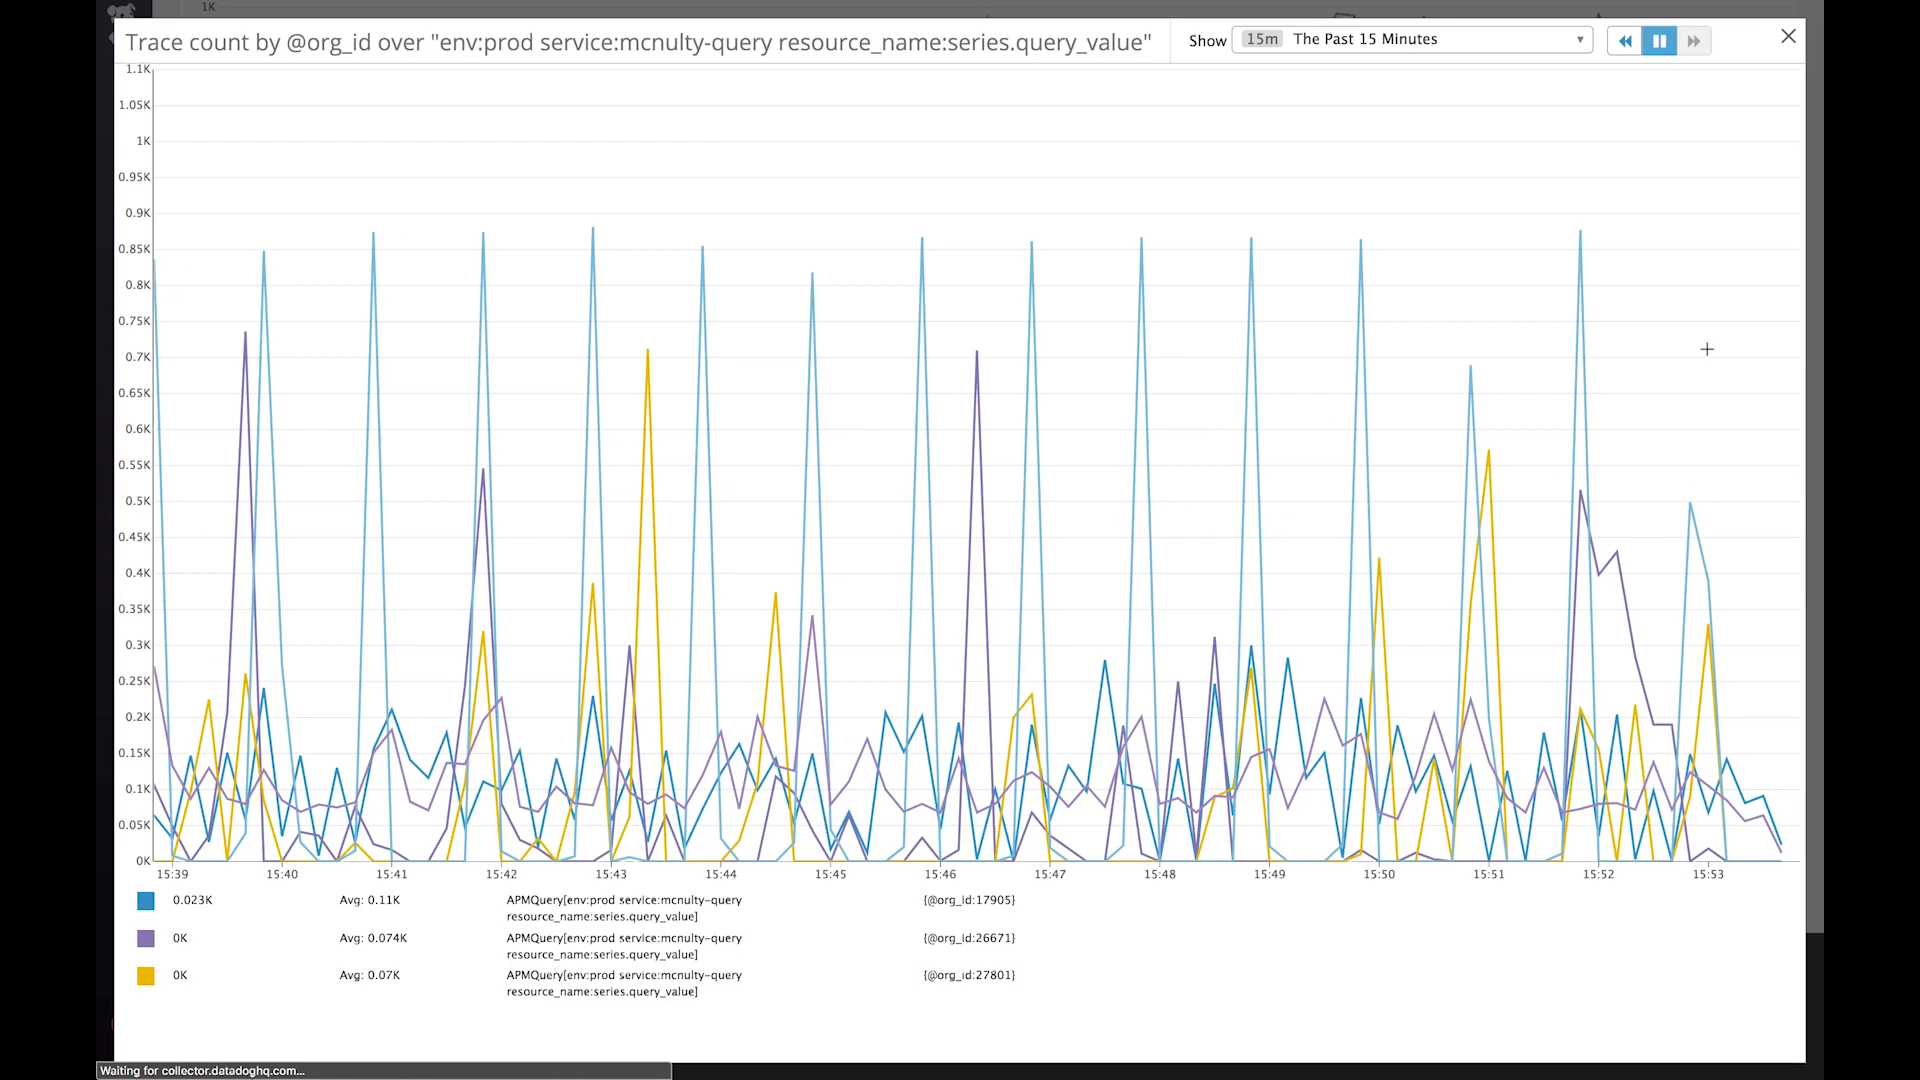 1K
Trace count by @org_id over "env:prod service:mcnulty-query resource_name:series.query_value"
Show 15m The Past 15 Minutes
1.1K
1.05K
1K
0.95K
0.9K
0.85K
0.8K
0.75K
0.7K
0.65K
0.6K
0.55K
0.5K
0.45K
0.4K
0.35K
0.3K
0.25K
0.2K
0.15K
0.1K
0.05K
0K
15:39 15:40 15:41 15:42 15:43 15:44 15:45 15:46 15:47 15:48 15:49 15:50 15:51 15:52 15:53
0.023K Avg: 0.11K APMQuery[env:prod service:mcnulty-query {@org_id:17905}
resource_name:series.query_value]
0K Avg: 0.074K APMQuery[env:prod service:mcnulty-query {@org_id:26671}
resource_name:series.query_value]
0K Avg: 0.07K APMQuery[env:prod service:mcnulty-query {@org_id:27801}
resource_name:series.query_value]
Waiting for collector.datadoghq.com...